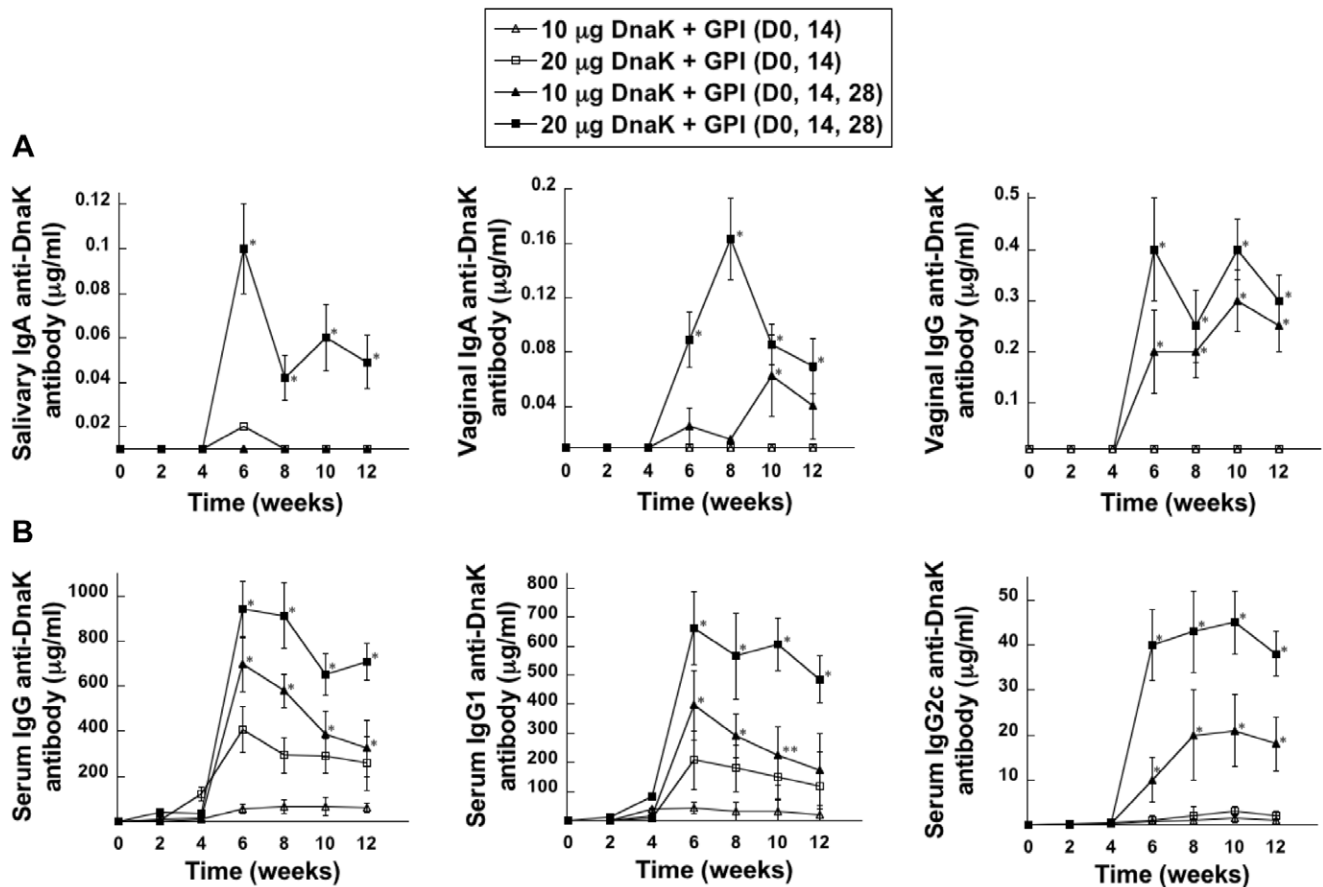 10 μg DnaK + GPI (D0, 14)
20 μg DnaK + GPI (D0, 14)
10 μg DnaK + GPI (D0, 14, 28)
20 μg DnaK + GPI (D0, 14, 28)
A
Salivary IgA anti-DnaK
antibody (μg/ml)
0.12
0.1
0.08
0.06
0.04
0.02
* * * *
0 2 4 6 8 10 12
Time (weeks)
Vaginal IgA anti-DnaK
antibody (μg/ml)
0.2
0.16
0.12
0.08
0.04
* * * * *
0 2 4 6 8 10 12
Time (weeks)
Vaginal IgG anti-DnaK
antibody (μg/ml)
0.5
0.4
0.3
0.2
0.1
* * * * * * * *
0 2 4 6 8 10 12
Time (weeks)
B
Serum IgG anti-DnaK
antibody (μg/ml)
1000
800
600
400
200
* * * * * * * *
0 2 4 6 8 10 12
Time (weeks)
Serum IgG1 anti-DnaK
antibody (μg/ml)
800
700
600
500
400
300
200
100
* * * * * * **
0 2 4 6 8 10 12
Time (weeks)
Serum IgG2c anti-DnaK
antibody (μg/ml)
50
40
30
20
10
* * * * * * * *
0 2 4 6 8 10 12
Time (weeks)